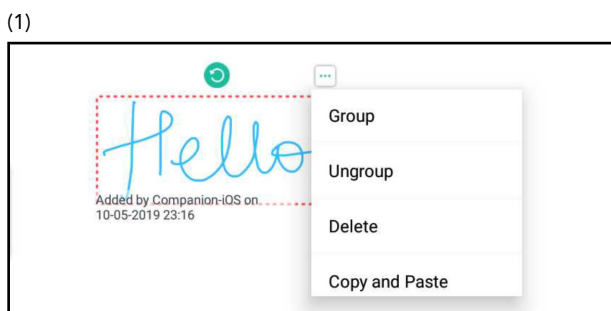 (1)
Group
Hello
Ungroup
Added by Companion-iOS on
10-05-2019 23:16
Delete
Copy and Paste